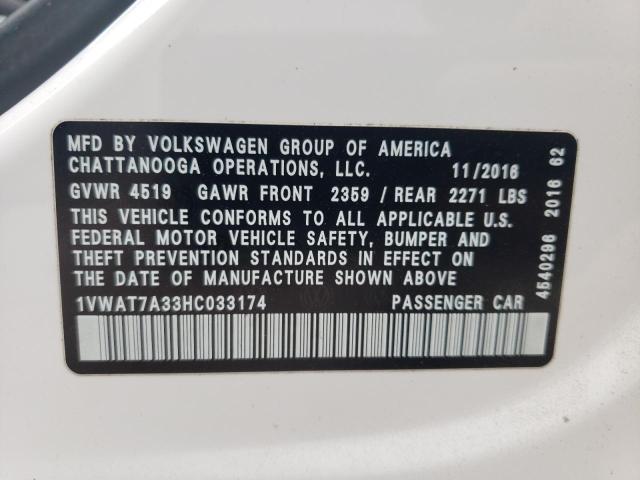 MFD BY VOLKSWAGEN GROUP OF AMERICA
CHATTANOOGA OPERATIONS, LLC. 11/2016
GVWR 4519 GAWR FRONT 2359 / REAR 2271 LBS
THIS VEHICLE CONFORMS TO ALL APPLICABLE U.S.
FEDERAL MOTOR VEHICLE SAFETY, BUMPER AND
THEFT PREVENTION STANDARDS IN EFFECT ON
THE DATE OF MANUFACTURE SHOWN ABOVE
1VWAT7A33HC033174 PASSENGER CAR
4540296 2016 62